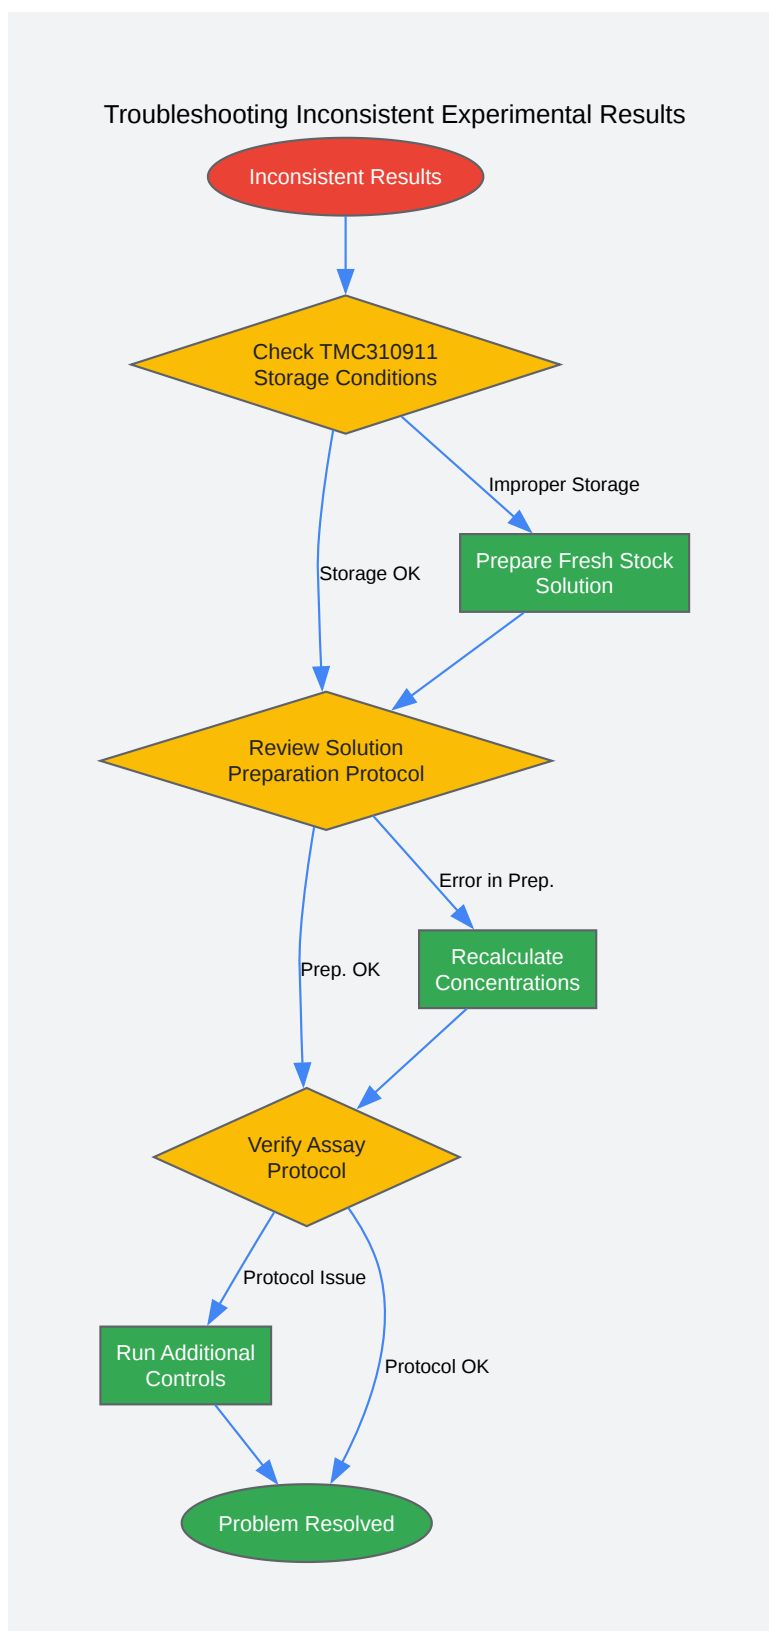 Troubleshooting Inconsistent Experimental Results
Inconsistent Results
Check TMC310911
Storage Conditions
Improper Storage
Prepare Fresh Stock
Solution
Storage OK
Review Solution
Preparation Protocol
Error in Prep.
Recalculate
Concentrations
Prep. OK
Verify Assay
Protocol
Protocol Issue
Run Additional
Controls
Protocol OK
Problem Resolved